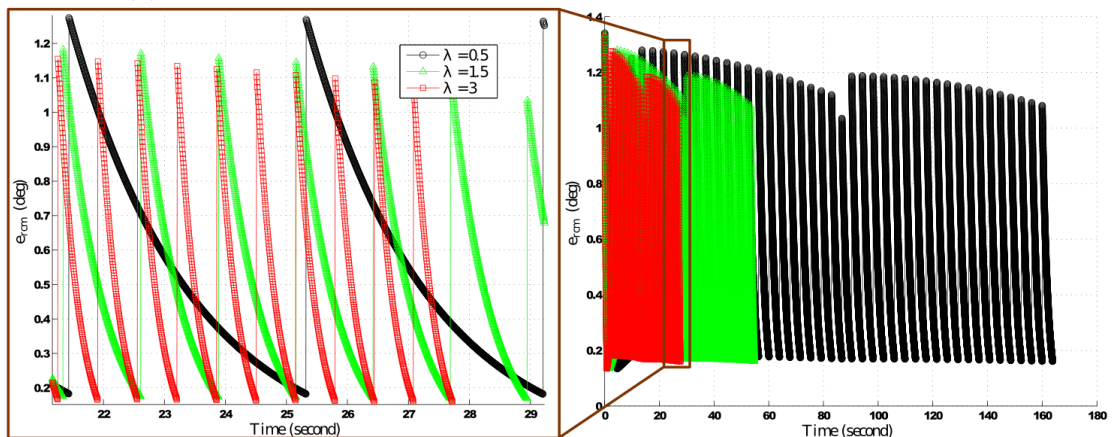 1.2
1.1
1
0.9
0.8
0.7
0.6
0.5
0.4
0.3
0.2
e_rcm (deg)
22 23 24 25 26 27 28 29
Time (second)
λ =0.5
λ =1.5
λ =3
1.4
1.2
1
0.8
0.6
0.4
0.2
0
e_rcm (deg)
0 20 40 60 80 100 120 140 160 180
Time (second)